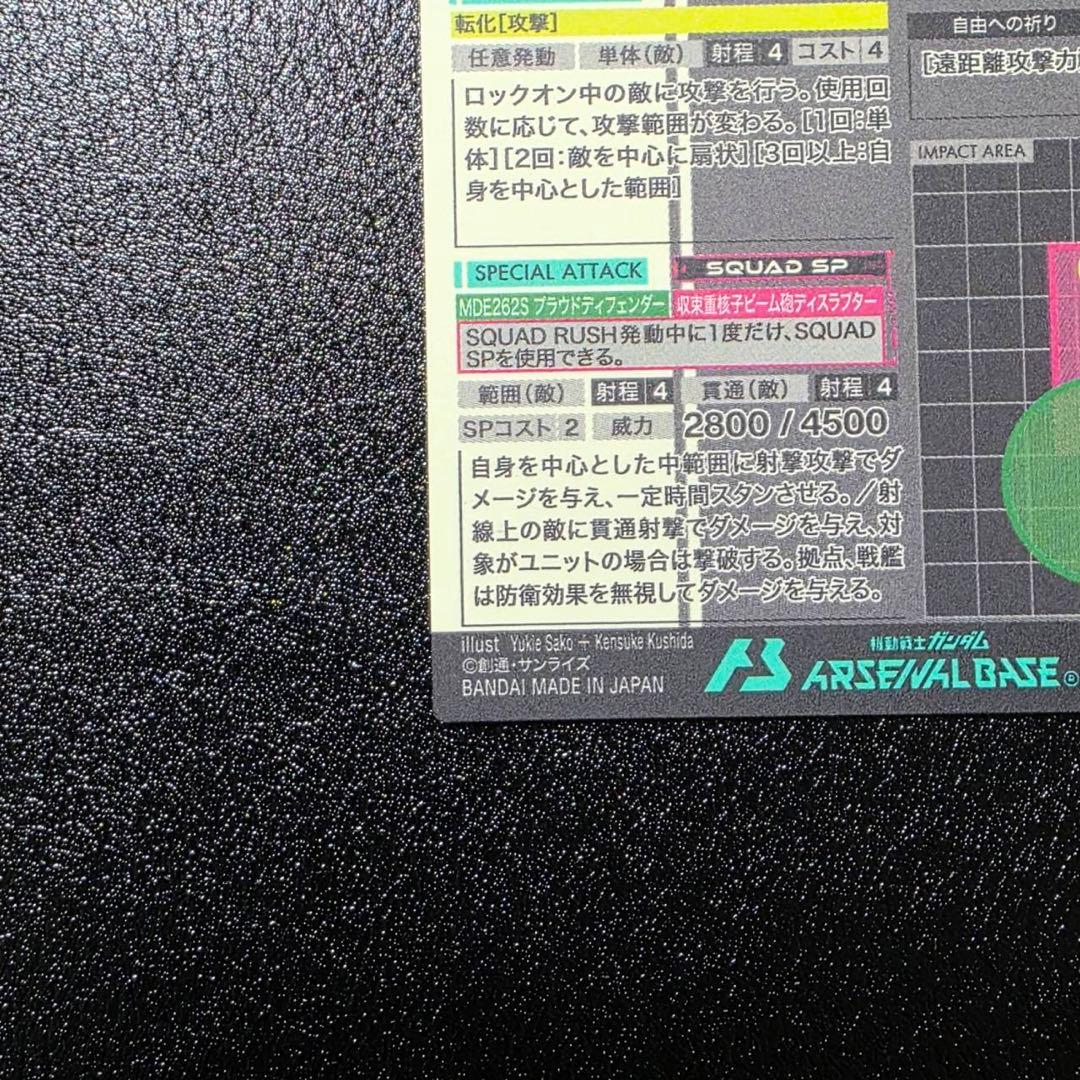 転化[攻撃]
任意発動 単体(敵) 射程 4 コスト 4
ロックオン中の敵に攻撃を行う。使用回
数に応じて、攻撃範囲が変わる。[1回:単
体][2回:敵を中心に扇状][3回以上:自
身を中心とした範囲]
自由への祈り
[遠距離攻撃力
IMPACT AREA
SPECIAL ATTACK
SQUAD SP
MDE262S プラウドディフェンダー
収束重核子ビーム砲ディスラプター
SQUAD RUSH発動中に1度だけ、SQUAD
SPを使用できる。
範囲(敵) 射程 4 貫通(敵) 射程 4
SPコスト 2 威力 2800 / 4500
自身を中心とした中範囲に射撃攻撃でダ
メージを与え、一定時間スタンさせる。/射
線上の敵に貫通射撃でダメージを与え、対
象がユニットの場合は撃破する。拠点、戦艦
は防衛効果を無視してダメージを与える。
illust Yukie Sako + Kensuke Kushida
©創通・サンライズ
BANDAI MADE IN JAPAN
AB
機動戦士ガンダム
ARSENAL BASE